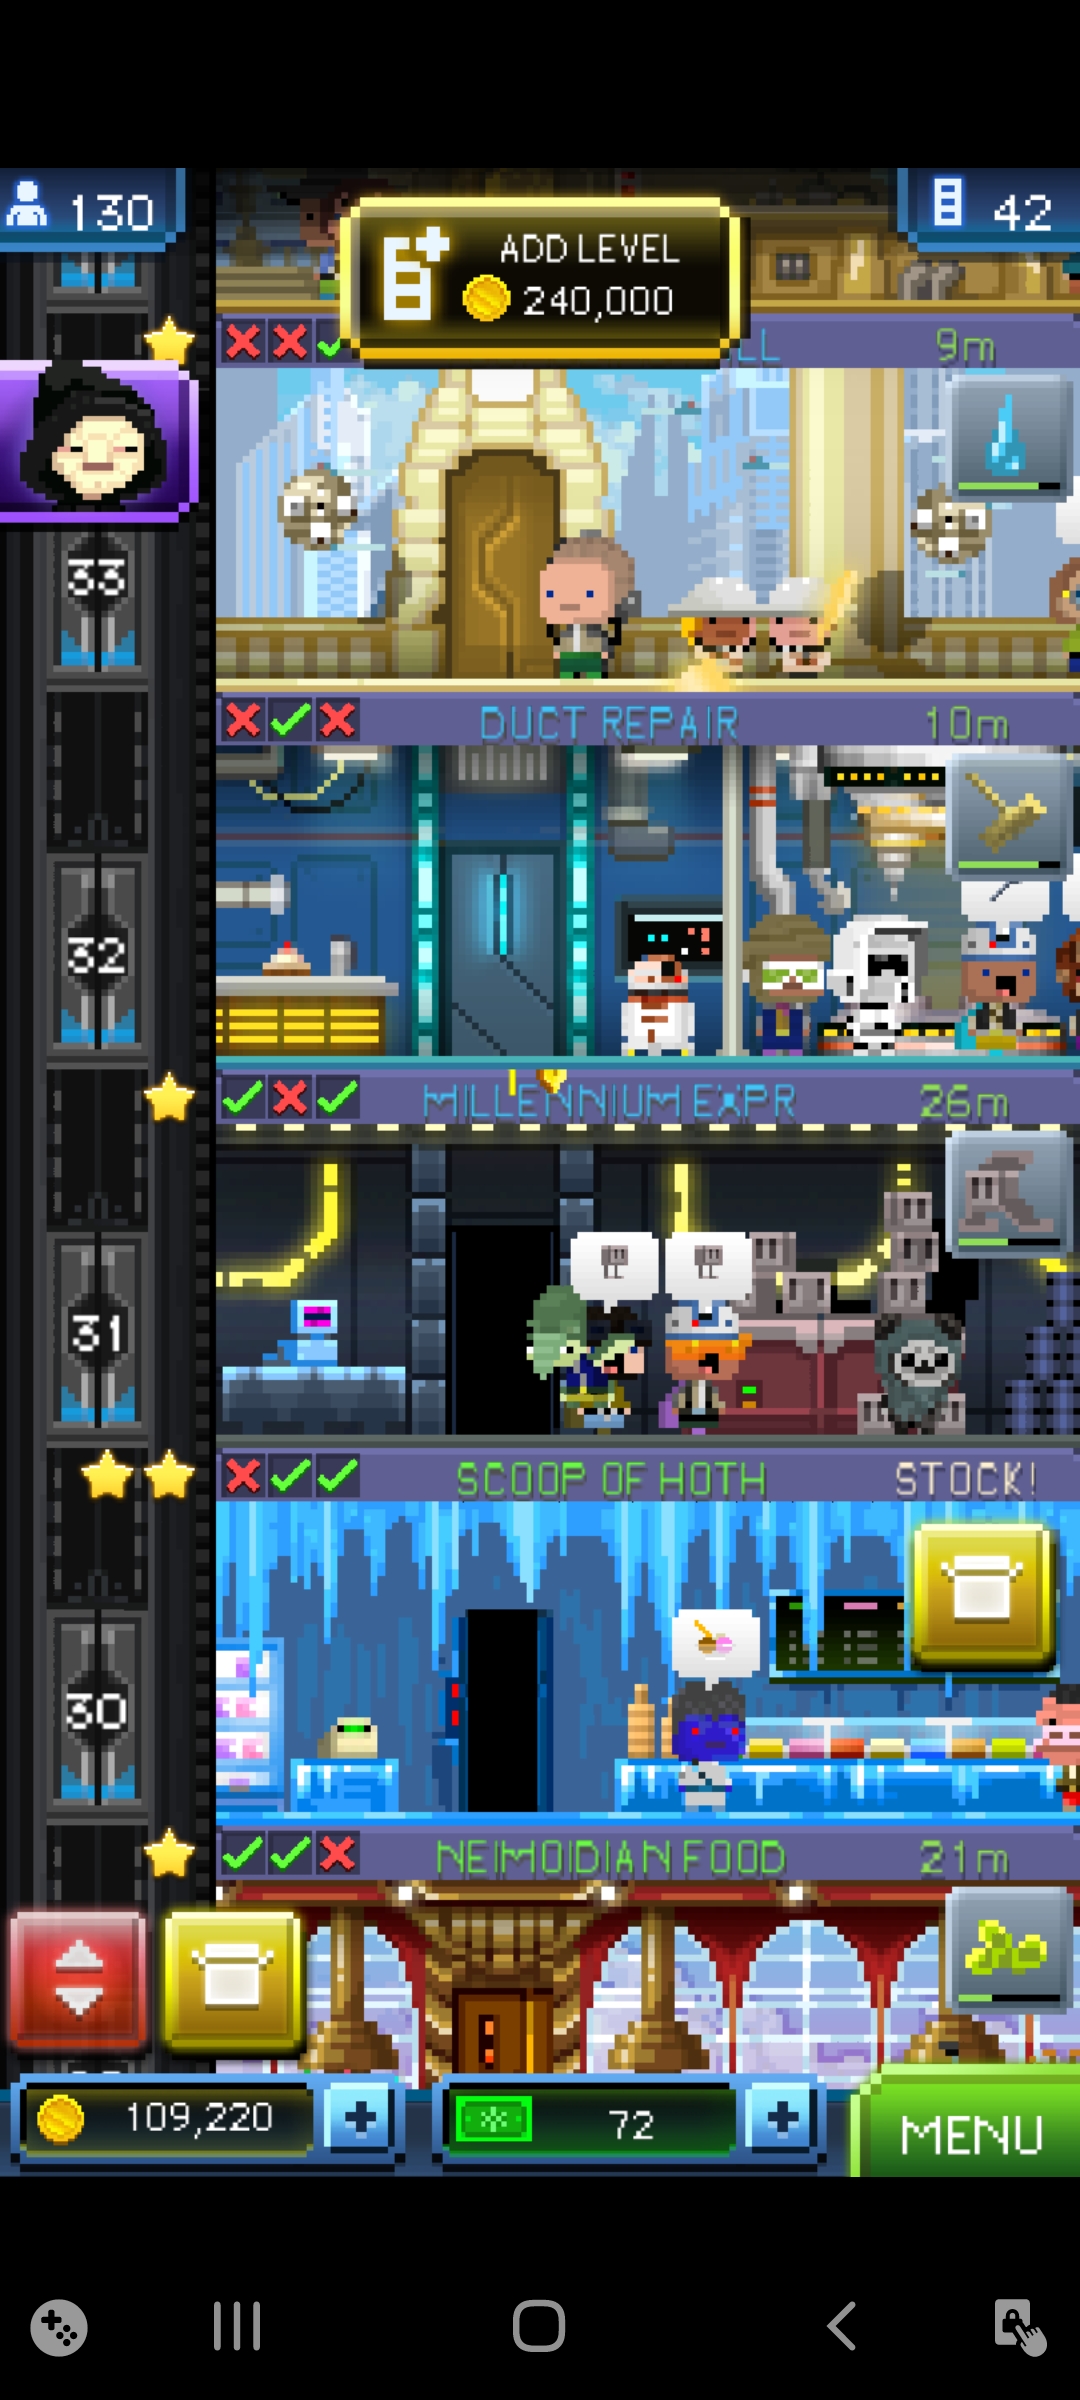 130
ADD LEVEL
240,000
42
LL
9m
33
DUCT REPAIR
10m
32
MILLENNIUM EXPR
26m
31
SCOOP OF HOTH
STOCK!
30
NEIMOIDIAN FOOD
21m
109,220
72
MENU